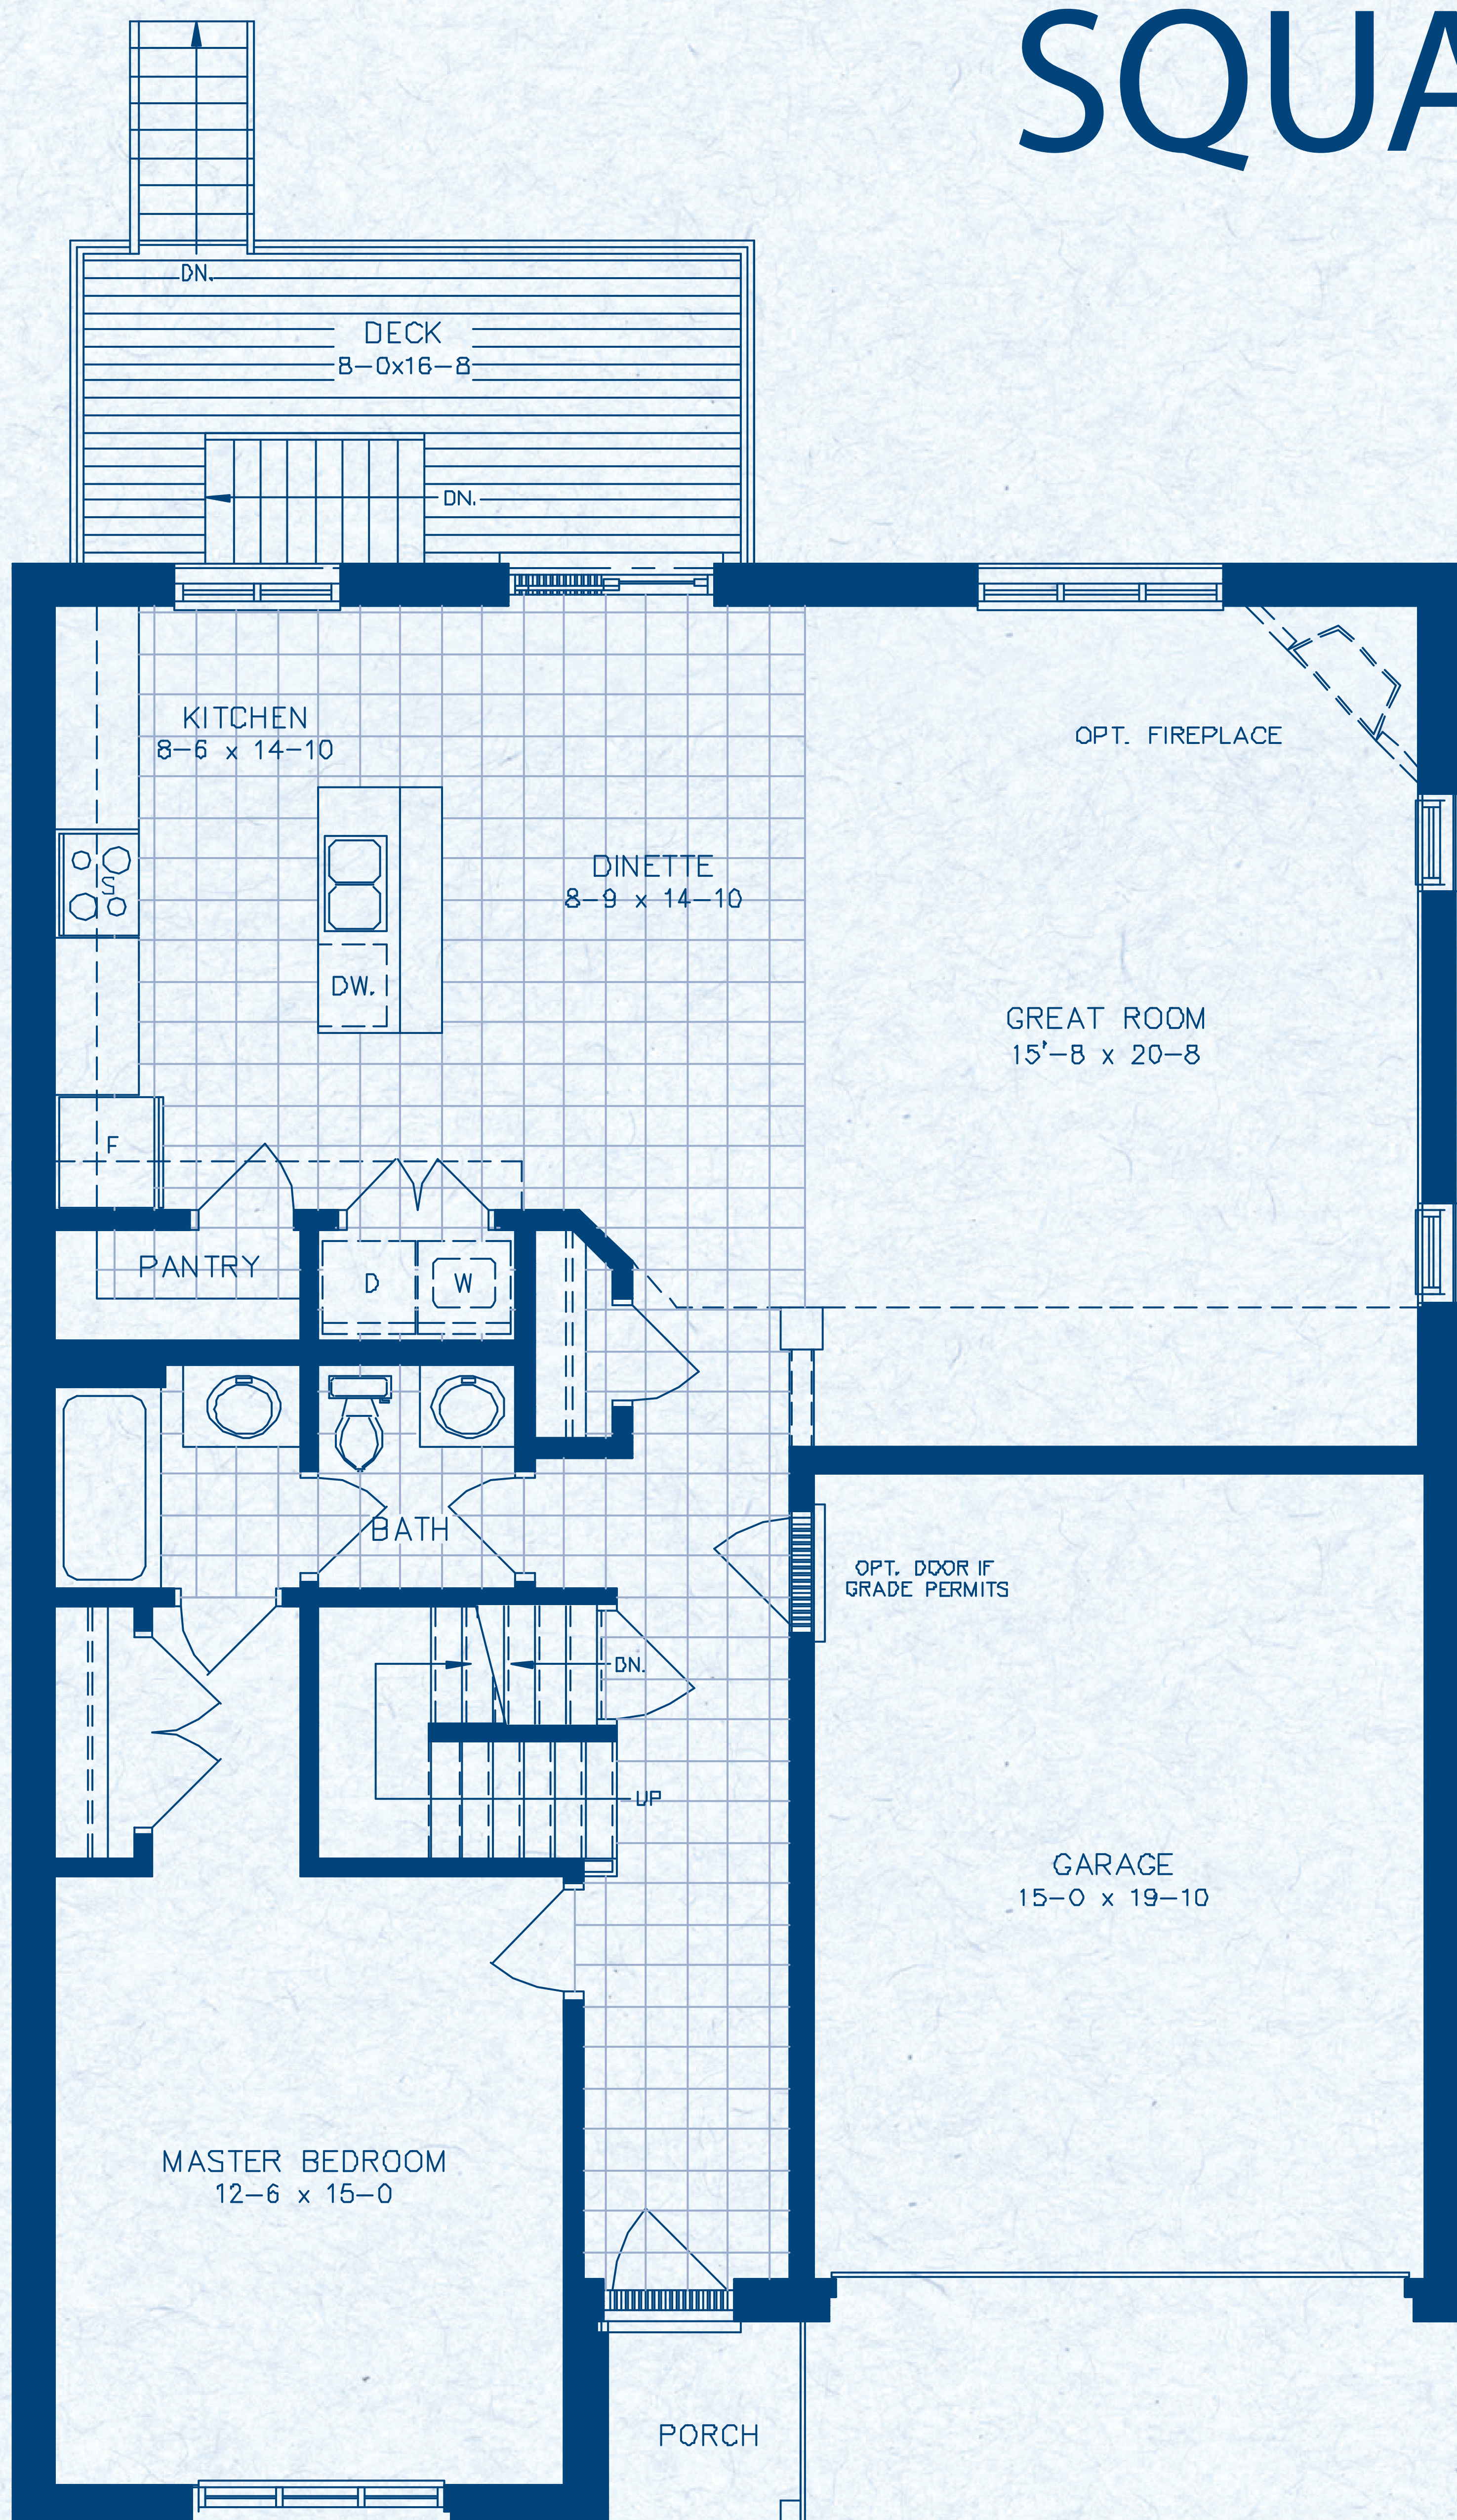 SQUA
DN.
DECK
8-0x16-8
DN.
KITCHEN
8-6 x 14-10
OPT. FIREPLACE
S
DINETTE
8-9 x 14-10
DW.
GREAT ROOM
15'-8 x 20-8
F
PANTRY
D
W
BATH
OPT. DOOR IF
GRADE PERMITS
DN.
UP
GARAGE
15-0 x 19-10
MASTER BEDROOM
12-6 x 15-0
PORCH